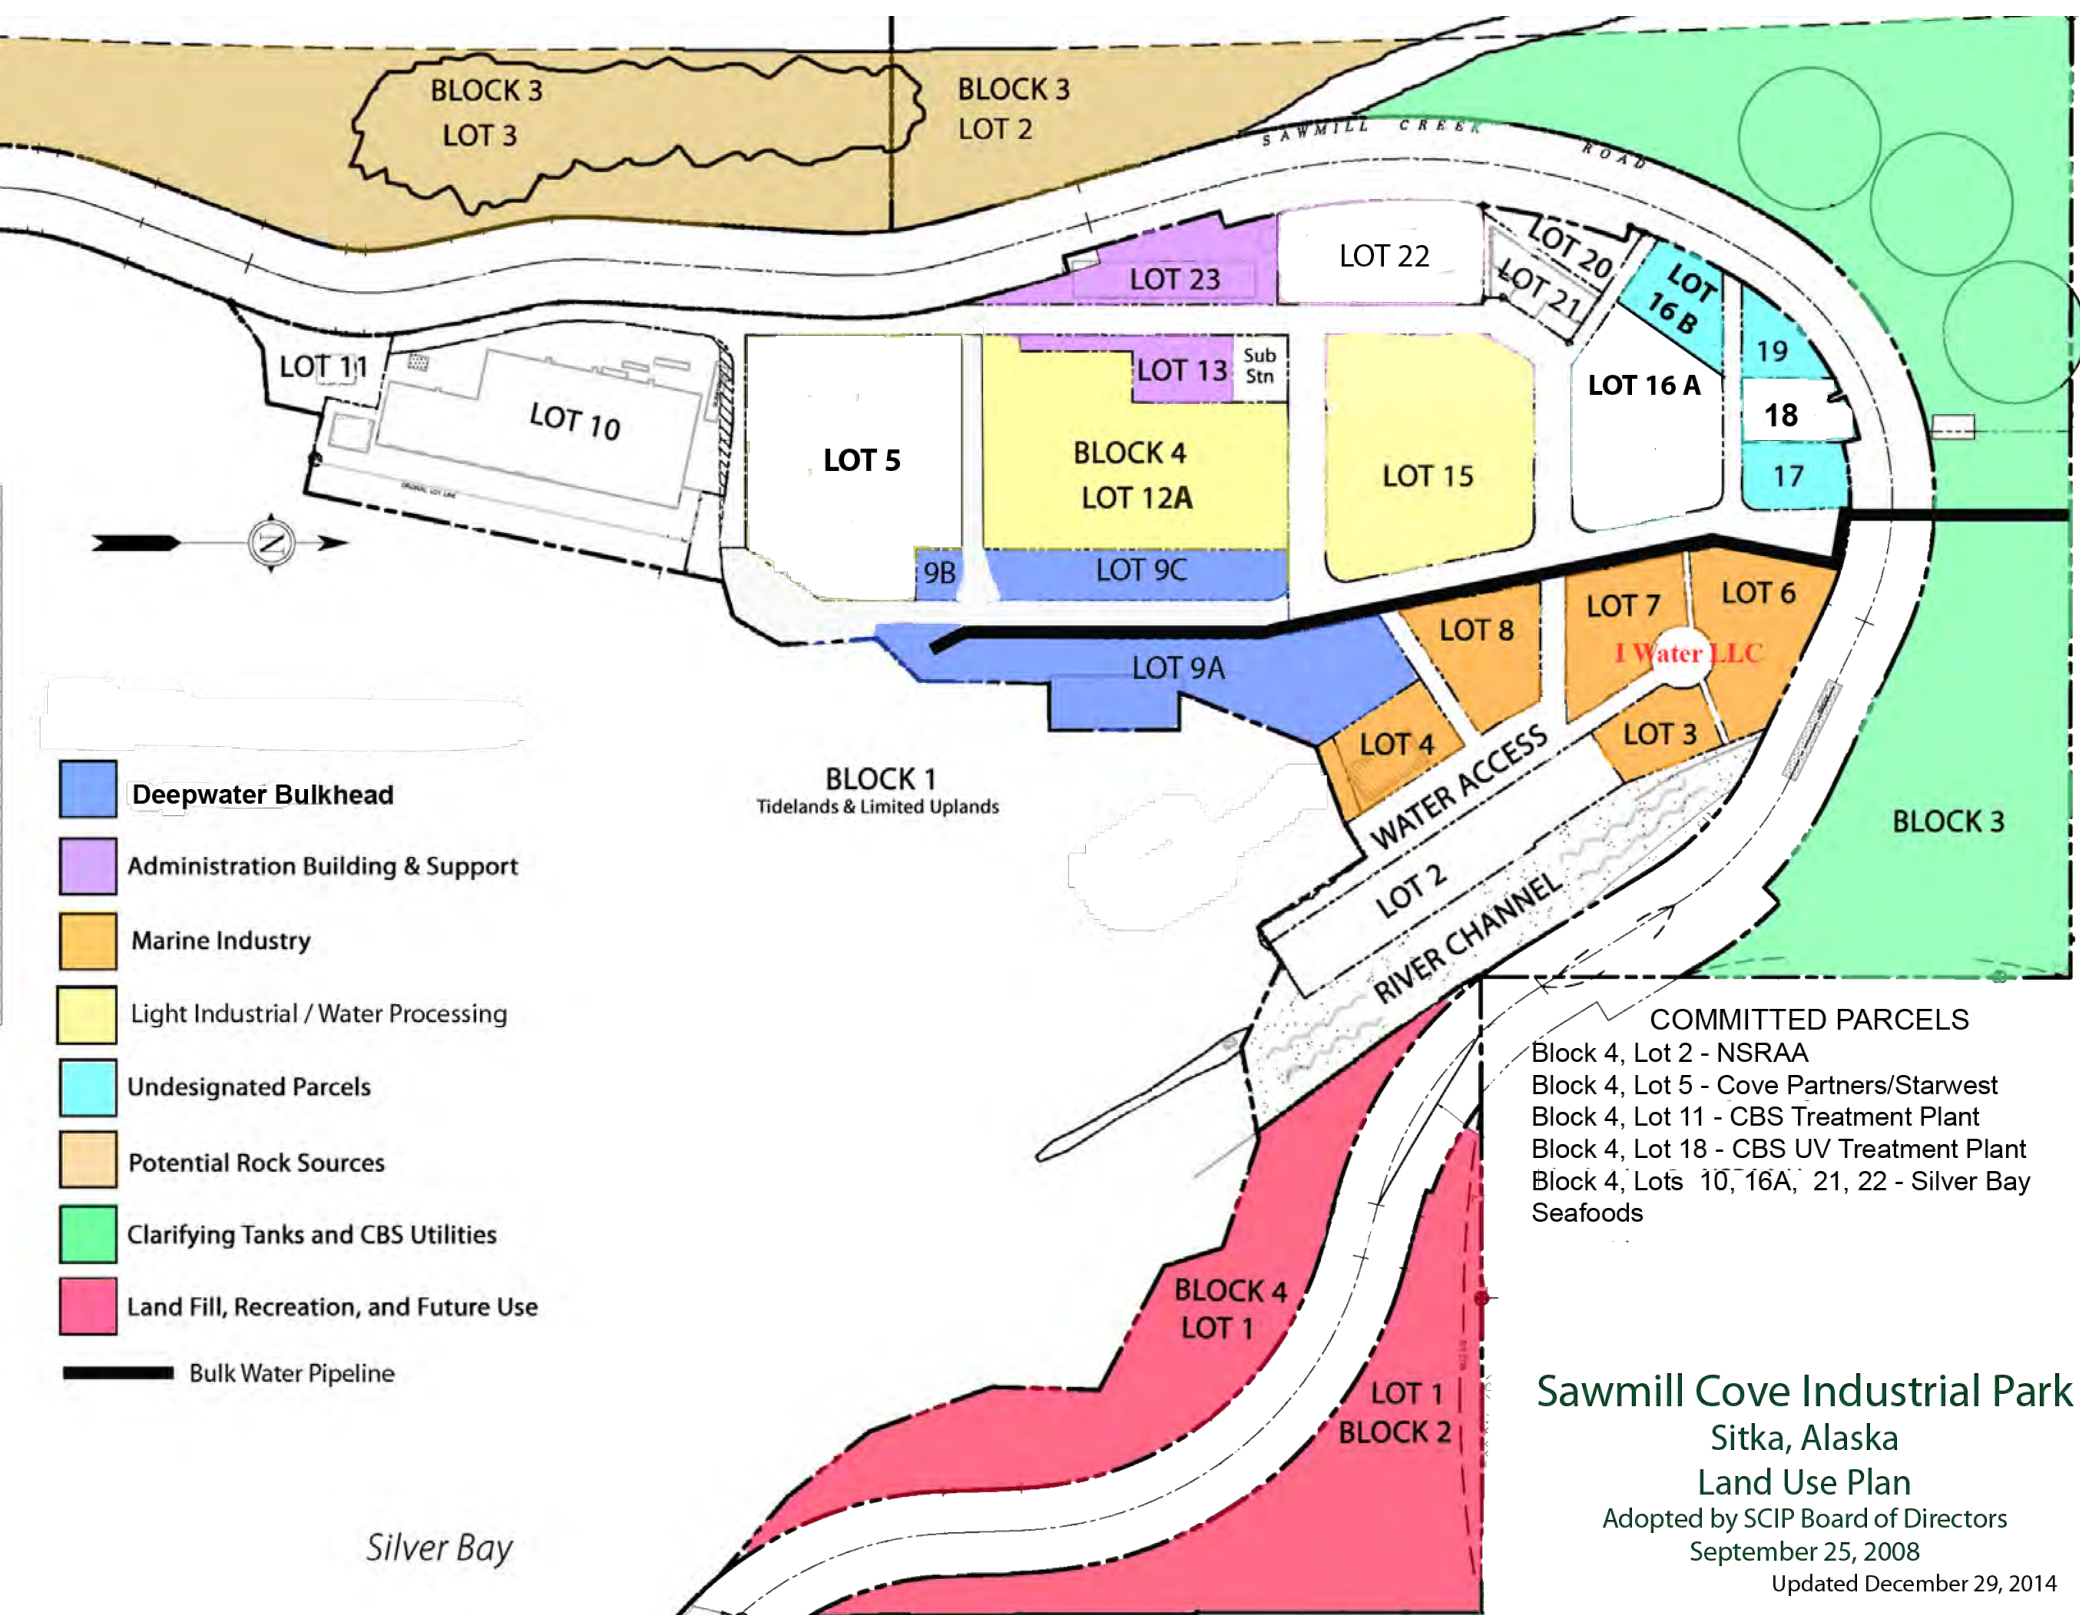 BLOCK 3
LOT 3
BLOCK 3
LOT 2
SAWMILL CREEK
ROAD
LOT 23
LOT 22
LOT 20
LOT 21
LOT
16 B
19
18
17
LOT 11
LOT 10
ORIGINAL LOT LINE
LOT 5
LOT 13
Sub
Stn
BLOCK 4
LOT 12A
LOT 15
LOT 16 A
N
9B
LOT 9C
LOT 9A
LOT 8
LOT 7
LOT 6
I Water LLC
LOT 4
LOT 3
WATER ACCESS
LOT 2
RIVER CHANNEL
BLOCK 3
BLOCK 1
Tidelands & Limited Uplands
Deepwater Bulkhead
Administration Building & Support
Marine Industry
Light Industrial / Water Processing
Undesignated Parcels
Potential Rock Sources
Clarifying Tanks and CBS Utilities
Land Fill, Recreation, and Future Use
Bulk Water Pipeline
COMMITTED PARCELS
Block 4, Lot 2 - NSRAA
Block 4, Lot 5 - Cove Partners/Starwest
Block 4, Lot 11 - CBS Treatment Plant
Block 4, Lot 18 - CBS UV Treatment Plant
Block 4, Lots 10, 16A, 21, 22 - Silver Bay
Seafoods
BLOCK 4
LOT 1
LOT 1
BLOCK 2
Silver Bay
Sawmill Cove Industrial Park
Sitka, Alaska
Land Use Plan
Adopted by SCIP Board of Directors
September 25, 2008
Updated December 29, 2014